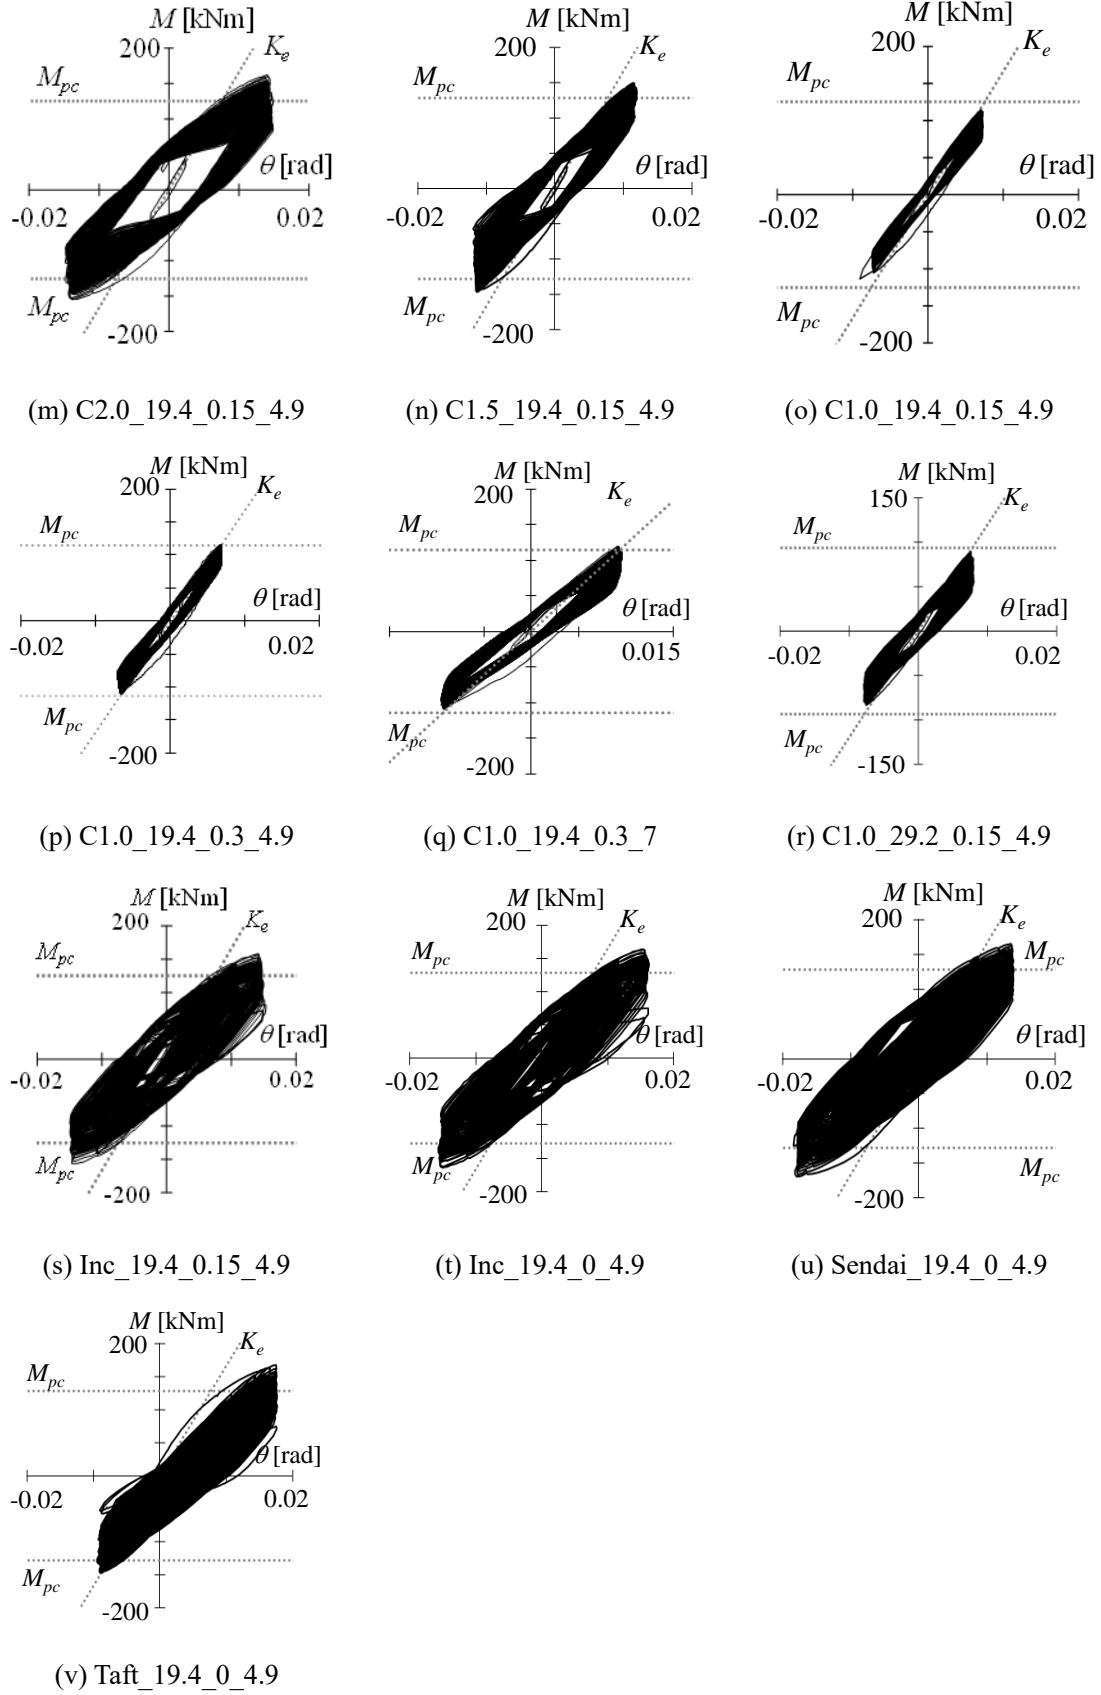 M [kNm] M [kNm] M [kNm]
200 K_e 200 K_e 200 K_e
M_pc M_pc M_pc
θ [rad] θ [rad] θ [rad]
-0.02 0.02 -0.02 0.02 -0.02 0.02
M_pc M_pc M_pc
-200 -200 -200
(m) C2.0_19.4_0.15_4.9 (n) C1.5_19.4_0.15_4.9 (o) C1.0_19.4_0.15_4.9
M [kNm] M [kNm] M [kNm]
200 K_e 200 K_e 150 K_e
M_pc M_pc M_pc
θ [rad] θ [rad] θ [rad]
-0.02 0.02 0.015 -0.02 0.02
M_pc M_pc M_pc
-200 -200 -150
(p) C1.0_19.4_0.3_4.9 (q) C1.0_19.4_0.3_7 (r) C1.0_29.2_0.15_4.9
M [kNm] M [kNm] M [kNm]
200 K_e 200 K_e 200 K_e
M_pc M_pc M_pc
θ [rad] θ [rad] θ [rad]
-0.02 0.02 -0.02 0.02 -0.02 0.02
M_pc M_pc M_pc
-200 -200 -200
(s) Inc_19.4_0.15_4.9 (t) Inc_19.4_0_4.9 (u) Sendai_19.4_0_4.9
M [kNm]
200 K_e
M_pc
θ [rad]
-0.02 0.02
M_pc
-200
(v) Taft_19.4_0_4.9